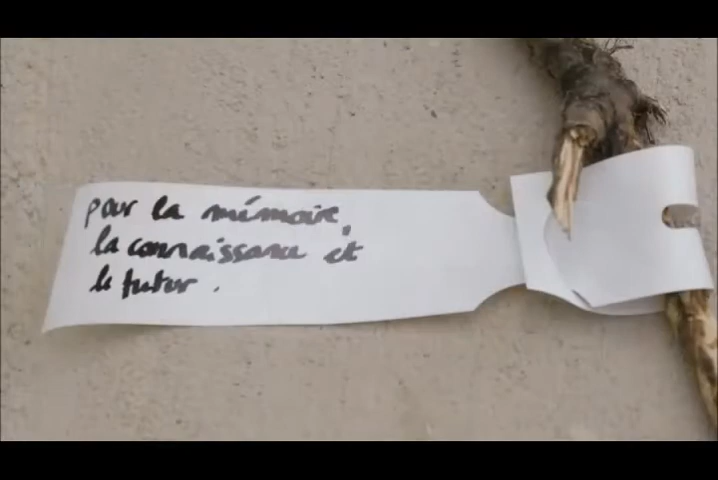 pour la mémoire,
la connaissance et
le futur.